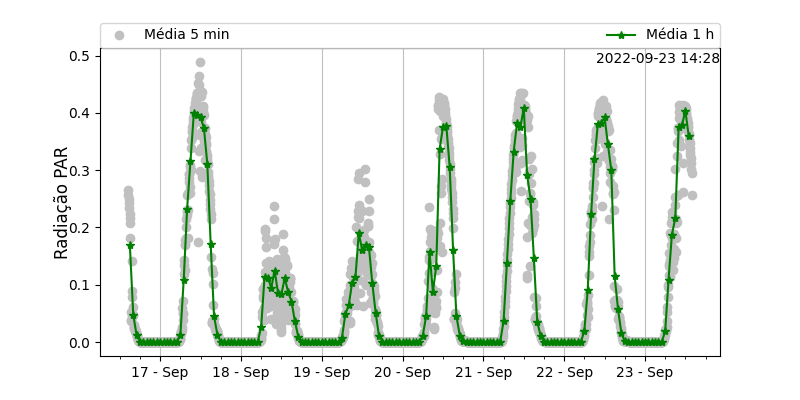 Média 5 min
Média 1 h
2022-09-23 14:28
Radiação PAR
0.5
0.4
0.3
0.2
0.1
0.0
17 - Sep
18 - Sep
19 - Sep
20 - Sep
21 - Sep
22 - Sep
23 - Sep